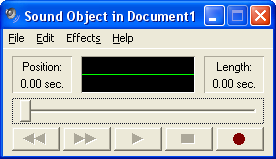 Sound Object in Document1
File Edit Effects Help
Position: Length:
0.00 sec. 0.00 sec.